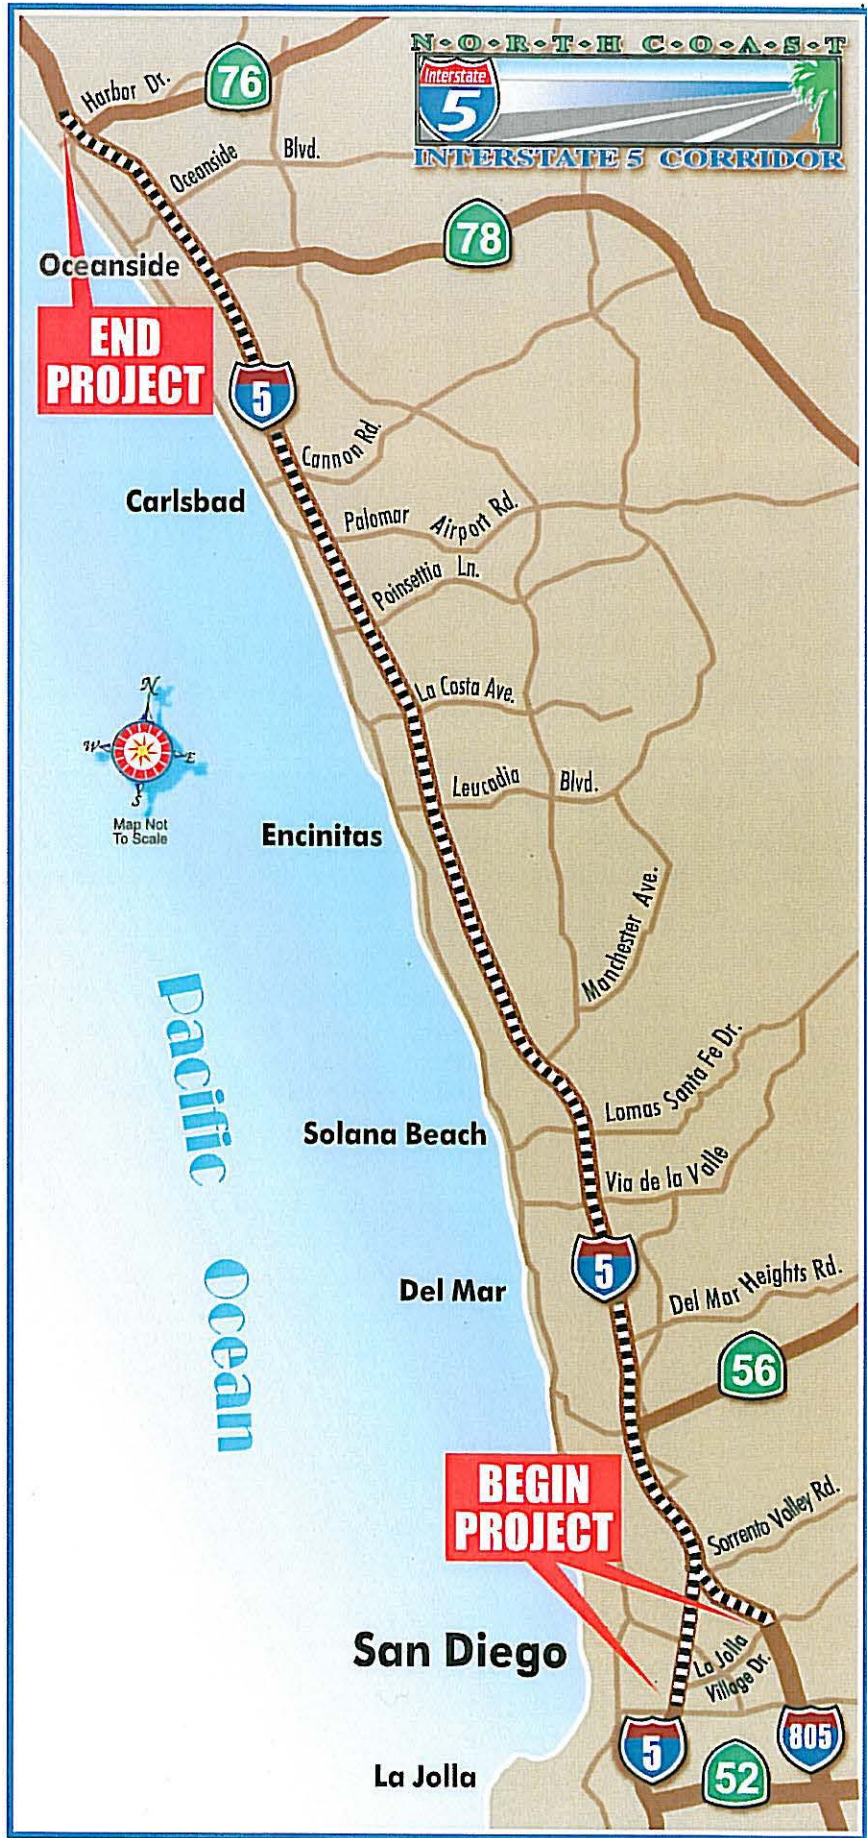 N·O·R·T·H C·O·A·S·T
Interstate
5
INTERSTATE 5 CORRIDOR
76
Harbor Dr.
Oceanside Blvd.
78
Oceanside
END
PROJECT
5
Cannon Rd.
Carlsbad
Palomar Airport Rd.
Poinsettia Ln.
La Costa Ave.
N
W
E
S
Map Not
To Scale
Leucadia Blvd.
Encinitas
Manchester Ave.
Pacific
Ocean
Lomas Santa Fe Dr.
Solana Beach
Via de la Valle
5
Del Mar
Del Mar Heights Rd.
56
BEGIN
PROJECT
Sorrento Valley Rd.
San Diego
La Jolla
Village Dr.
5
805
52
La Jolla